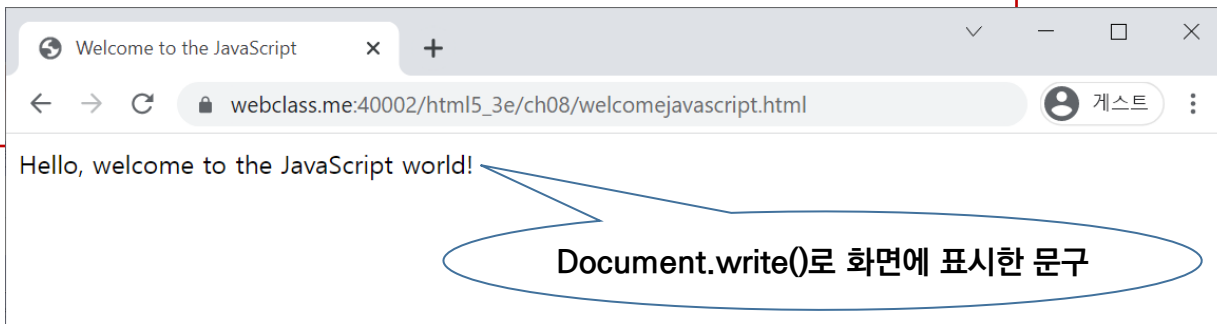 Welcome to the JavaScript
webclass.me:40002/html5_3e/ch08/welcomejavascript.html
게스트
Hello, welcome to the JavaScript world!
Document.write()로 화면에 표시한 문구